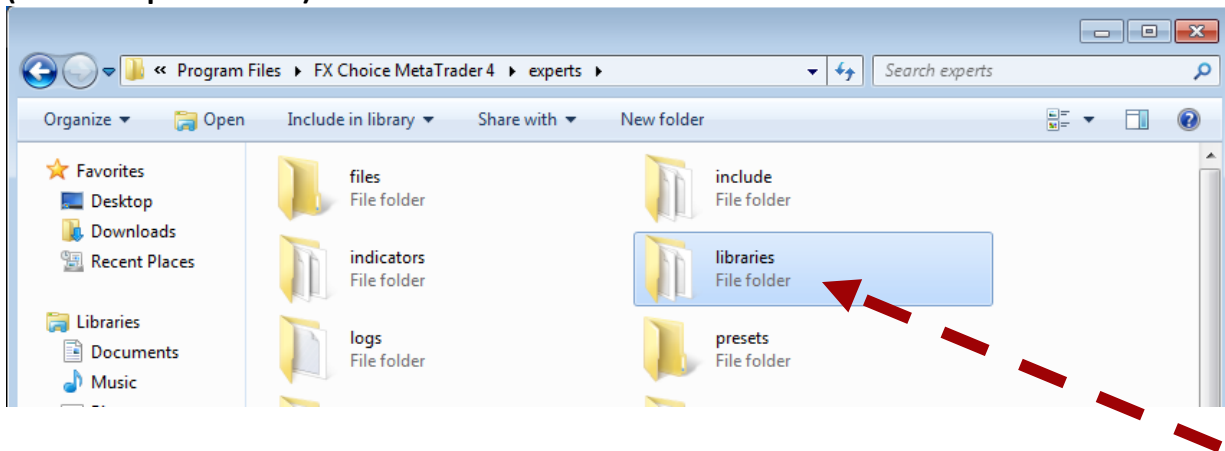 « Program Files ▸ FX Choice MetaTrader 4 ▸ experts ▸
Search experts
Organize ▼ Open Include in library ▼ Share with ▼ New folder
Favorites
Desktop
Downloads
Recent Places
Libraries
Documents
Music
files
File folder
include
File folder
indicators
File folder
libraries
File folder
logs
File folder
presets
File folder